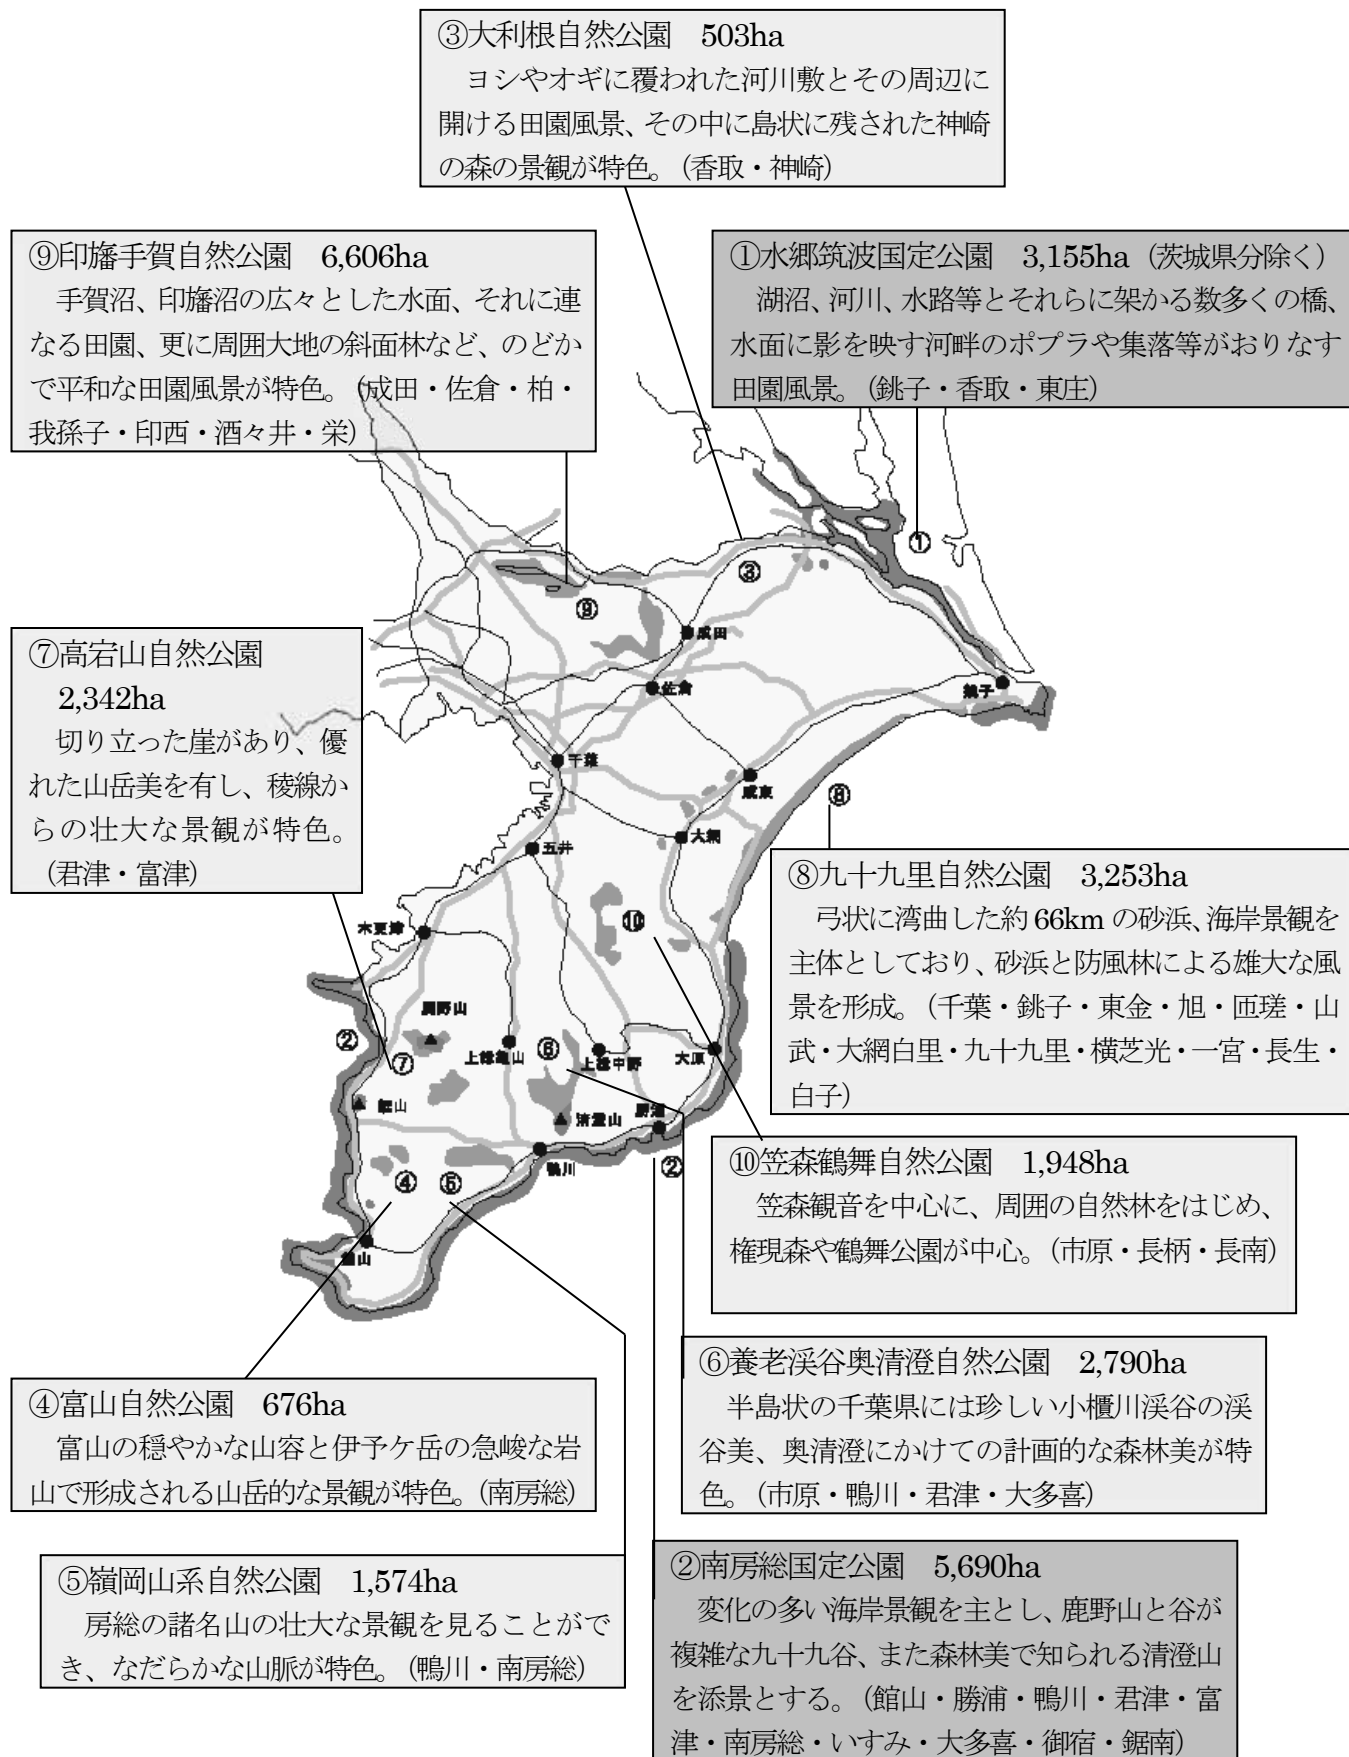 ③大利根自然公園　503ha
ヨシやオギに覆われた河川敷とその周辺に
開ける田園風景、その中に島状に残された神崎
の森の景観が特色。（香取・神崎）
⑨印旛手賀自然公園　6,606ha
手賀沼、印旛沼の広々とした水面、それに連
なる田園、更に周囲大地の斜面林など、のどか
で平和な田園風景が特色。（成田・佐倉・柏・
我孫子・印西・酒々井・栄）
①水郷筑波国定公園　3,155ha（茨城県分除く）
湖沼、河川、水路等とそれらに架かる数多くの橋、
水面に影を映す河畔のポプラや集落等がおりなす
田園風景。（銚子・香取・東庄）
①
③
⑨
成田
佐倉
銚子
⑦高宕山自然公園
2,342ha
切り立った崖があり、優
れた山岳美を有し、稜線か
らの壮大な景観が特色。
（君津・富津）
千葉
成東
⑧
大網
五井
⑧九十九里自然公園　3,253ha
弓状に湾曲した約66kmの砂浜、海岸景観を
主体としており、砂浜と防風林による雄大な風
景を形成。（千葉・銚子・東金・旭・匝瑳・山
武・大網白里・九十九里・横芝光・一宮・長生・
白子）
⑩
木更津
鹿野山
②
⑦
上総亀山
⑥
上総中野
大原
鋸山
清澄山
勝浦
鴨川
②
④
⑤
館山
⑩笠森鶴舞自然公園　1,948ha
笠森観音を中心に、周囲の自然林をはじめ、
権現森や鶴舞公園が中心。（市原・長柄・長南）
⑥養老渓谷奥清澄自然公園　2,790ha
半島状の千葉県には珍しい小櫃川渓谷の渓
谷美、奥清澄にかけての計画的な森林美が特
色。（市原・鴨川・君津・大多喜）
④富山自然公園　676ha
富山の穏やかな山容と伊予ケ岳の急峻な岩
山で形成される山岳的な景観が特色。（南房総）
⑤嶺岡山系自然公園　1,574ha
房総の諸名山の壮大な景観を見ることがで
き、なだらかな山脈が特色。（鴨川・南房総）
②南房総国定公園　5,690ha
変化の多い海岸景観を主とし、鹿野山と谷が
複雑な九十九谷、また森林美で知られる清澄山
を添景とする。（館山・勝浦・鴨川・君津・富
津・南房総・いすみ・大多喜・御宿・鋸南）